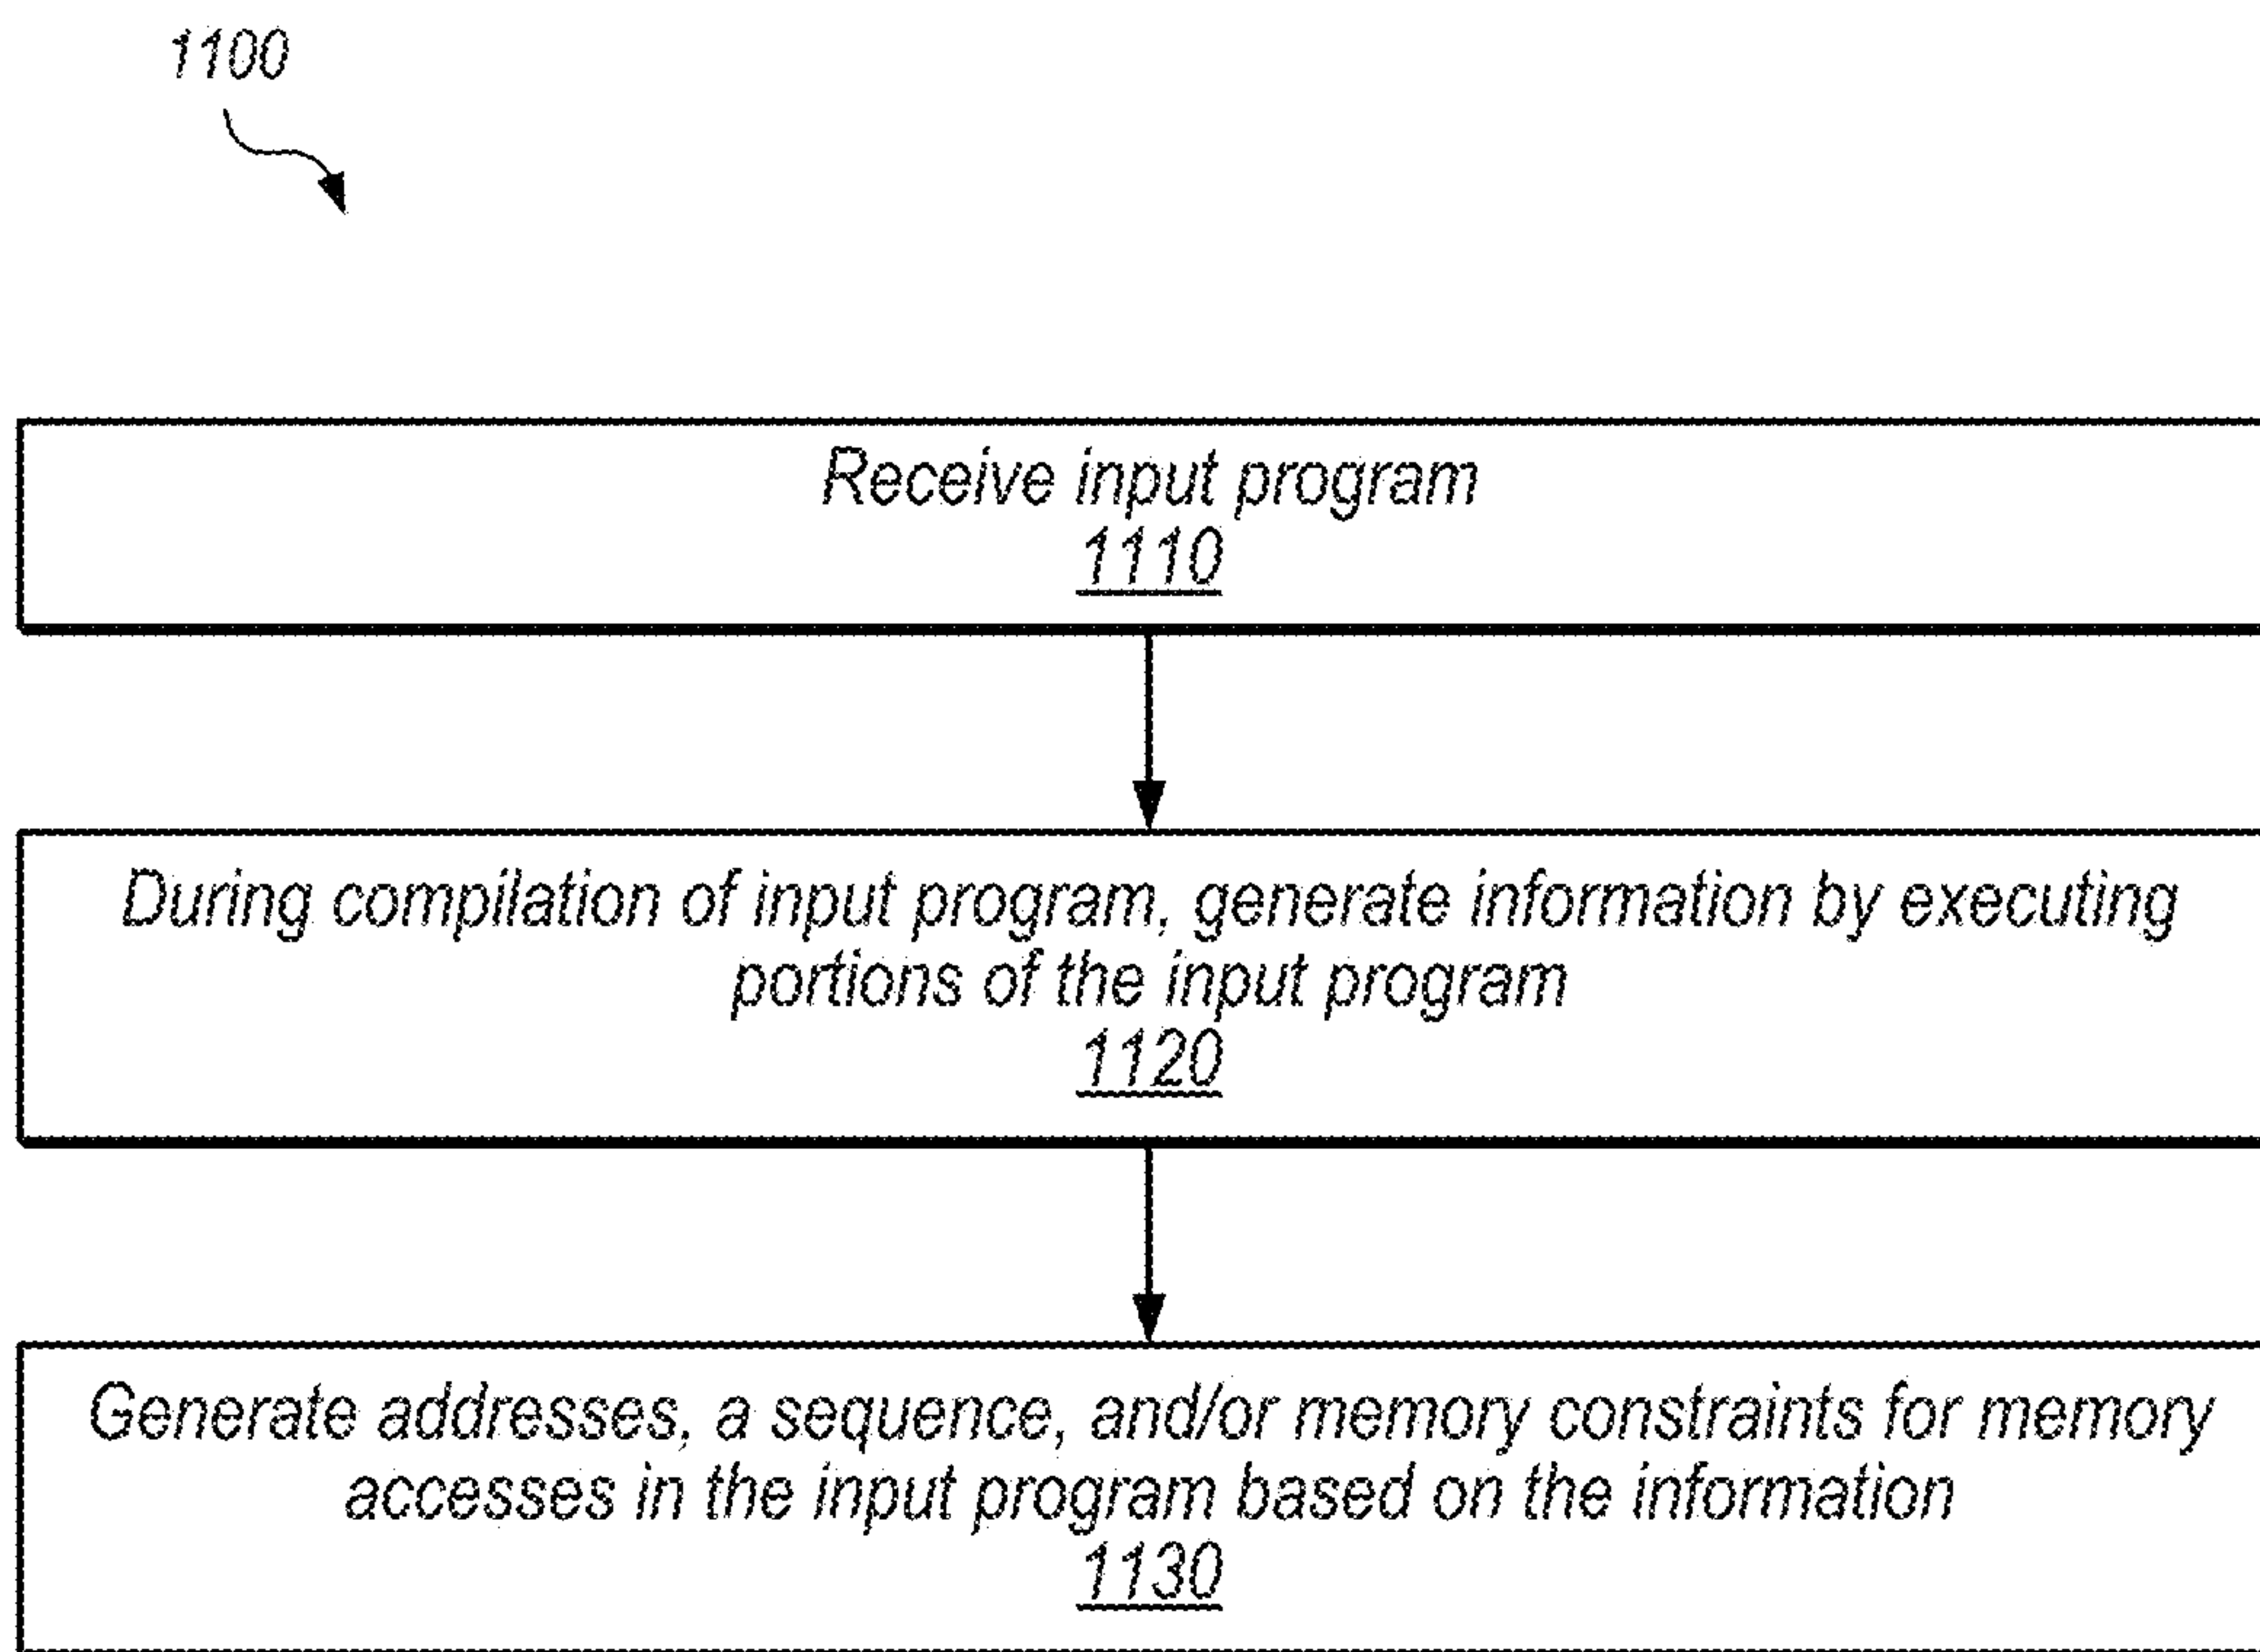 1100
Receive input program
1110
During compilation of input program, generate information by executing
portions of the input program
1120
Generate addresses, a sequence, and/or memory constraints for memory
accesses in the input program based on the information
1130